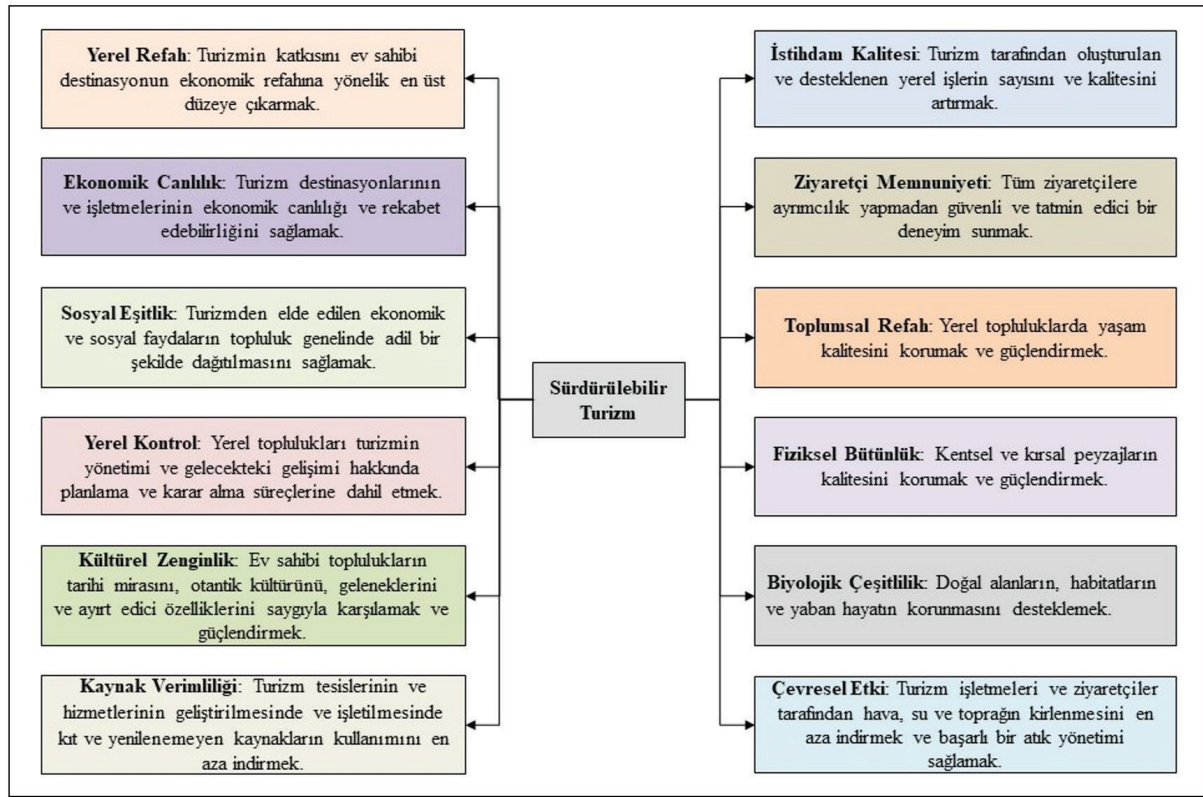 Yerel Refah: Turizmin katkısını ev sahibi
destinasyonun ekonomik refahına yönelik en üst
düzeye çıkarmak.
Ekonomik Canlılık: Turizm destinasyonlarının
ve işletmelerinin ekonomik canlılığı ve rekabet
edebilirliğini sağlamak.
Sosyal Eşitlik: Turizmden elde edilen ekonomik
ve sosyal faydaların topluluk genelinde adil bir
şekilde dağıtılmasını sağlamak.
Yerel Kontrol: Yerel toplulukları turizmin
yönetimi ve gelecekteki gelişimi hakkında
planlama ve karar alma süreçlerine dahil etmek.
Kültürel Zenginlik: Ev sahibi toplulukların
tarihi mirasını, otantik kültürünü, geleneklerini
ve ayırt edici özelliklerini saygıyla karşılamak ve
güçlendirmek.
Kaynak Verimliliği: Turizm tesislerinin ve
hizmetlerinin geliştirilmesinde ve işletilmesinde
kıt ve yenilenemeyen kaynakların kullanımını en
aza indirmek.
Sürdürülebilir
Turizm
İstihdam Kalitesi: Turizm tarafından oluşturulan
ve desteklenen yerel işlerin sayısını ve kalitesini
artırmak.
Ziyaretçi Memnuniyeti: Tüm ziyaretçilere
ayrımcılık yapmadan güvenli ve tatmin edici bir
deneyim sunmak.
Toplumsal Refah: Yerel topluluklarda yaşam
kalitesini korumak ve güçlendirmek.
Fiziksel Bütünlük: Kentsel ve kırsal peyzajların
kalitesini korumak ve güçlendirmek.
Biyolojik Çeşitlilik: Doğal alanların, habitatların
ve yaban hayatın korunmasını desteklemek.
Çevresel Etki: Turizm işletmeleri ve ziyaretçiler
tarafından hava, su ve toprağın kirlenmesini en
aza indirmek ve başarlı bir atık yönetimi
sağlamak.